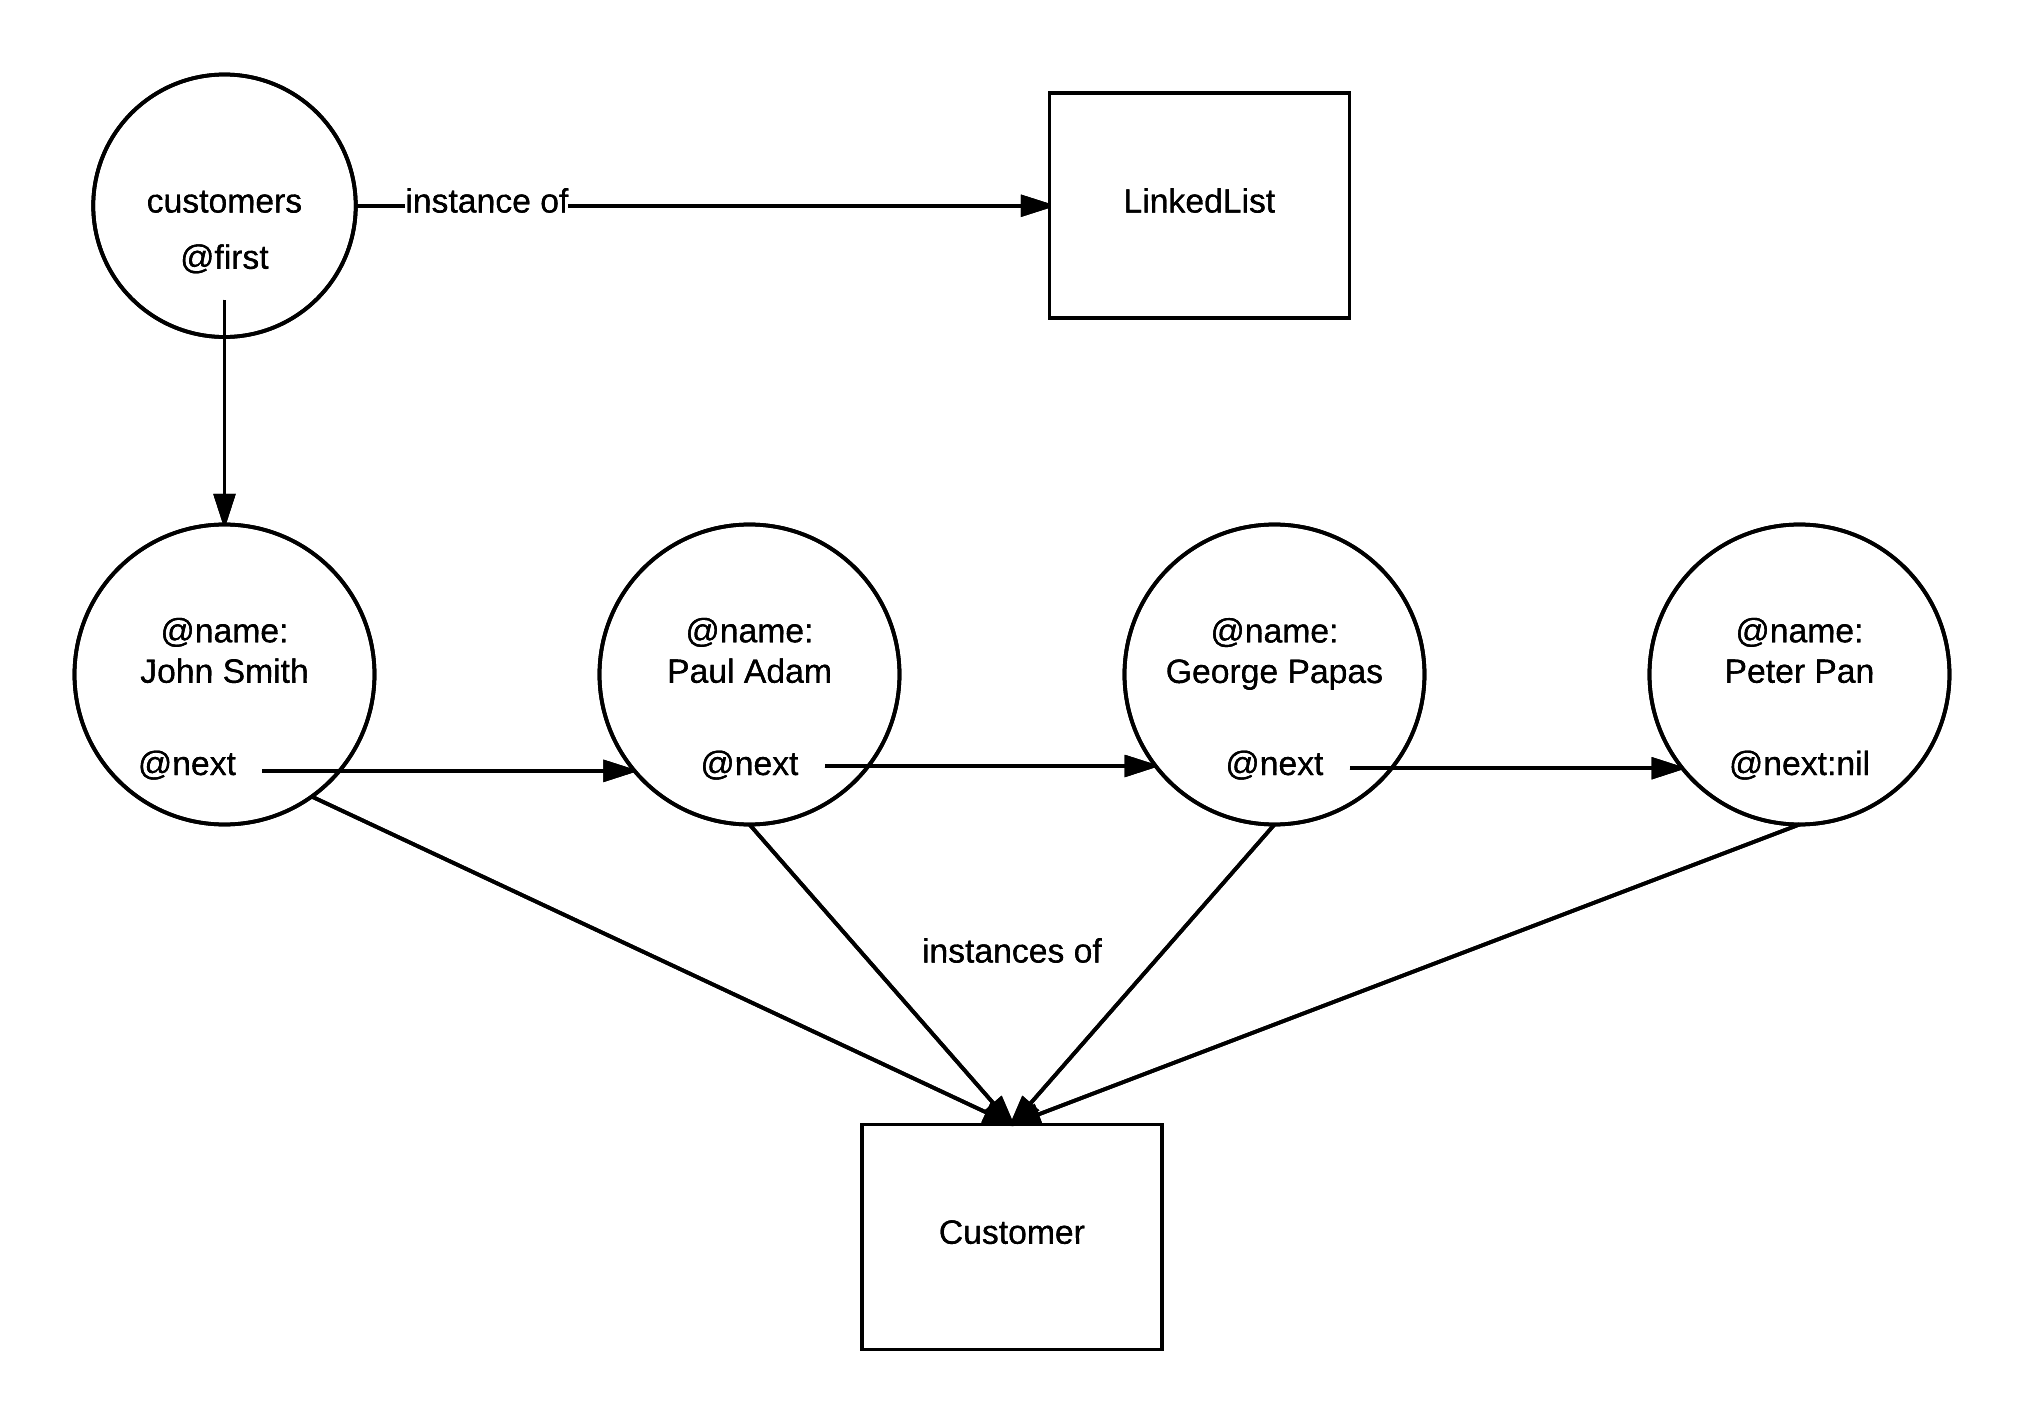 customers
@first
instance of
LinkedList
@name:
John Smith
@next
@name:
Paul Adam
@next
@name:
George Papas
@next
@name:
Peter Pan
@next:nil
instances of
Customer